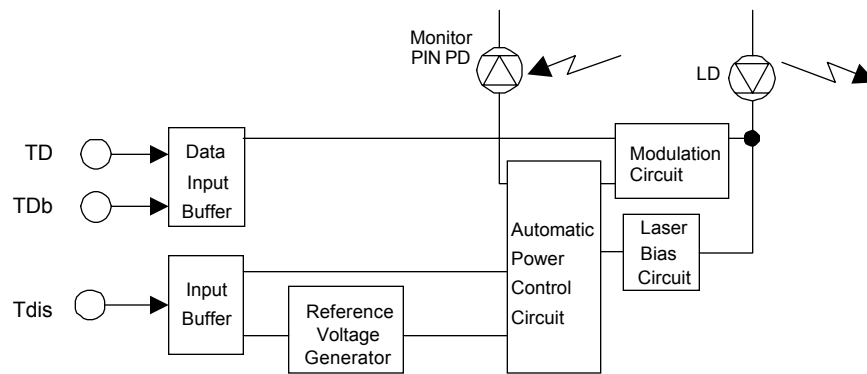 Monitor
PIN PD
LD
TD
TDb
Data
Input
Buffer
Modulation
Circuit
Automatic
Power
Control
Circuit
Laser
Bias
Circuit
Tdis
Input
Buffer
Reference
Voltage
Generator